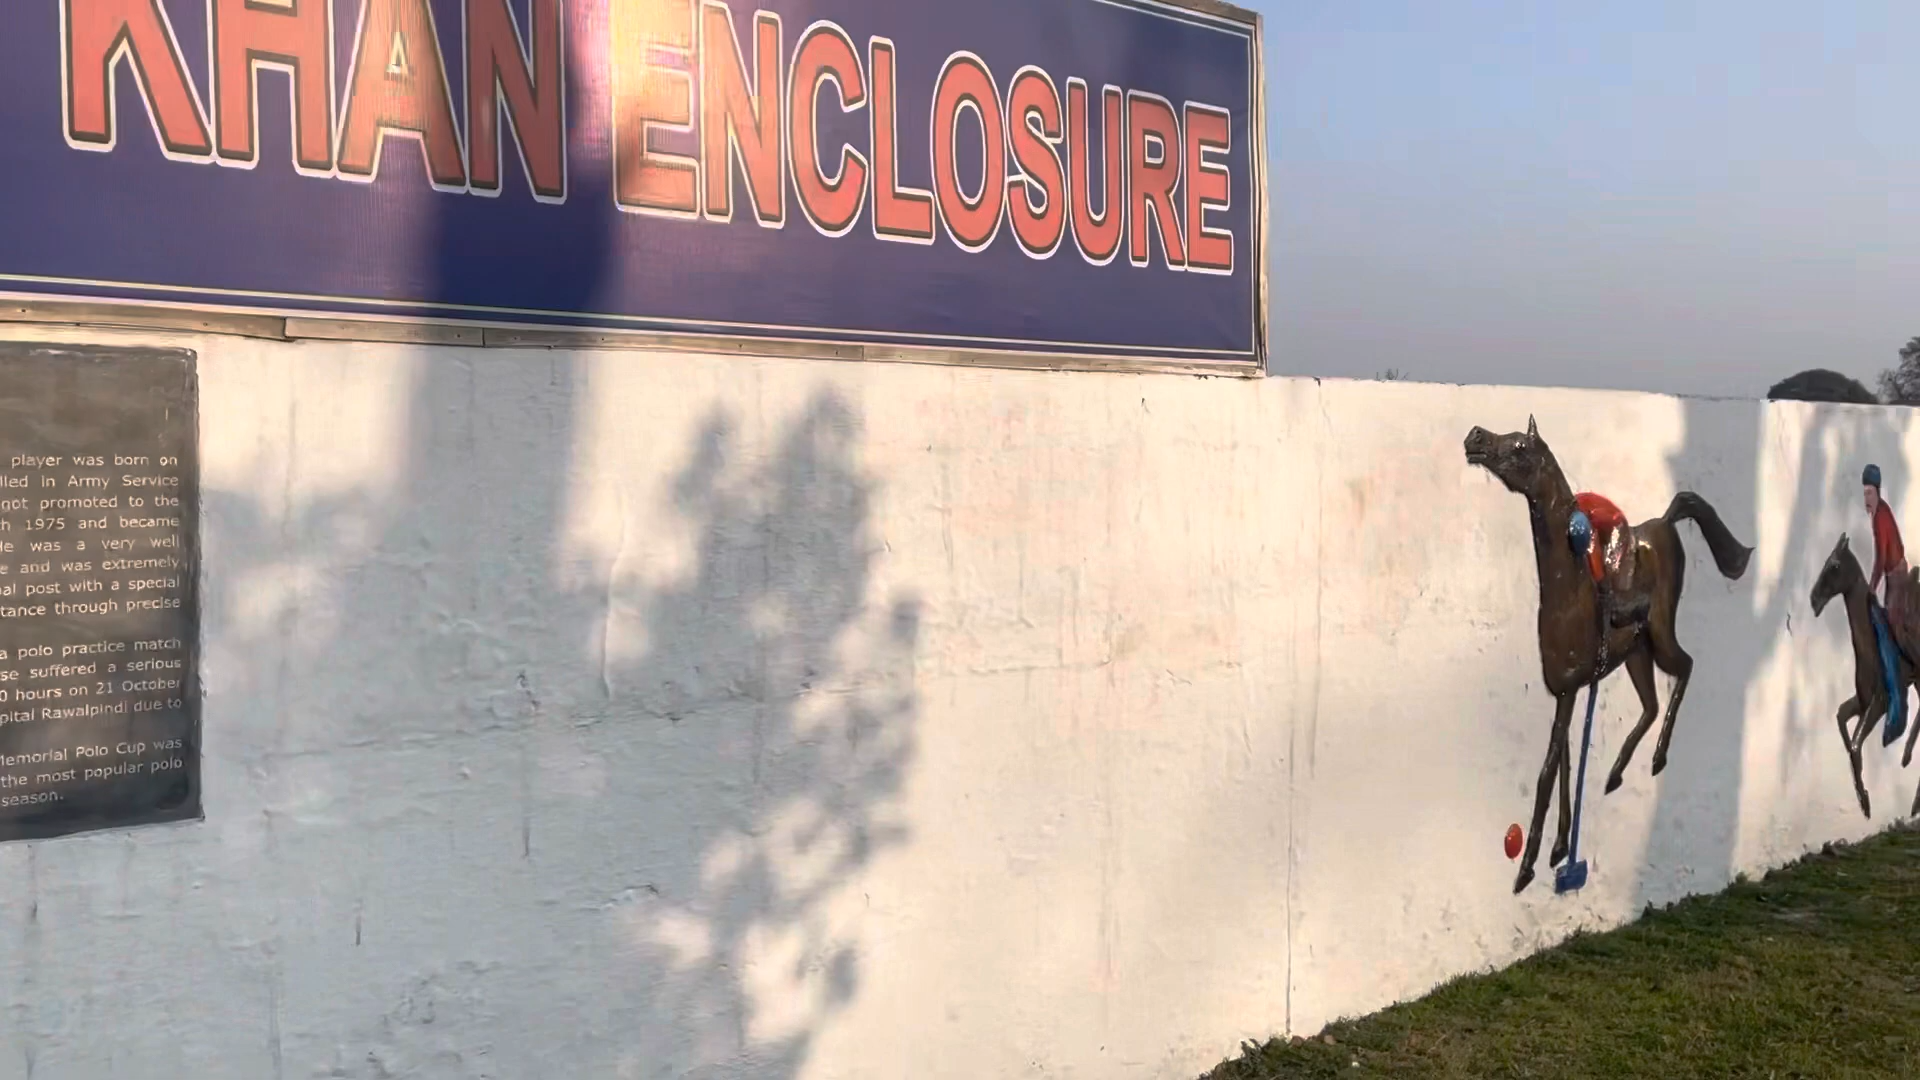 KHAN ENCLOSURE
player was born on
lled in Army Service
got promoted to the
h 1975 and became
He was a very well
e and was extremely
al post with a special
tance through precise
a polo practice match
se suffered a serious
0 hours on 21 October
pital Rawalpindi due to
Memorial Polo Cup was
the most popular polo
season.